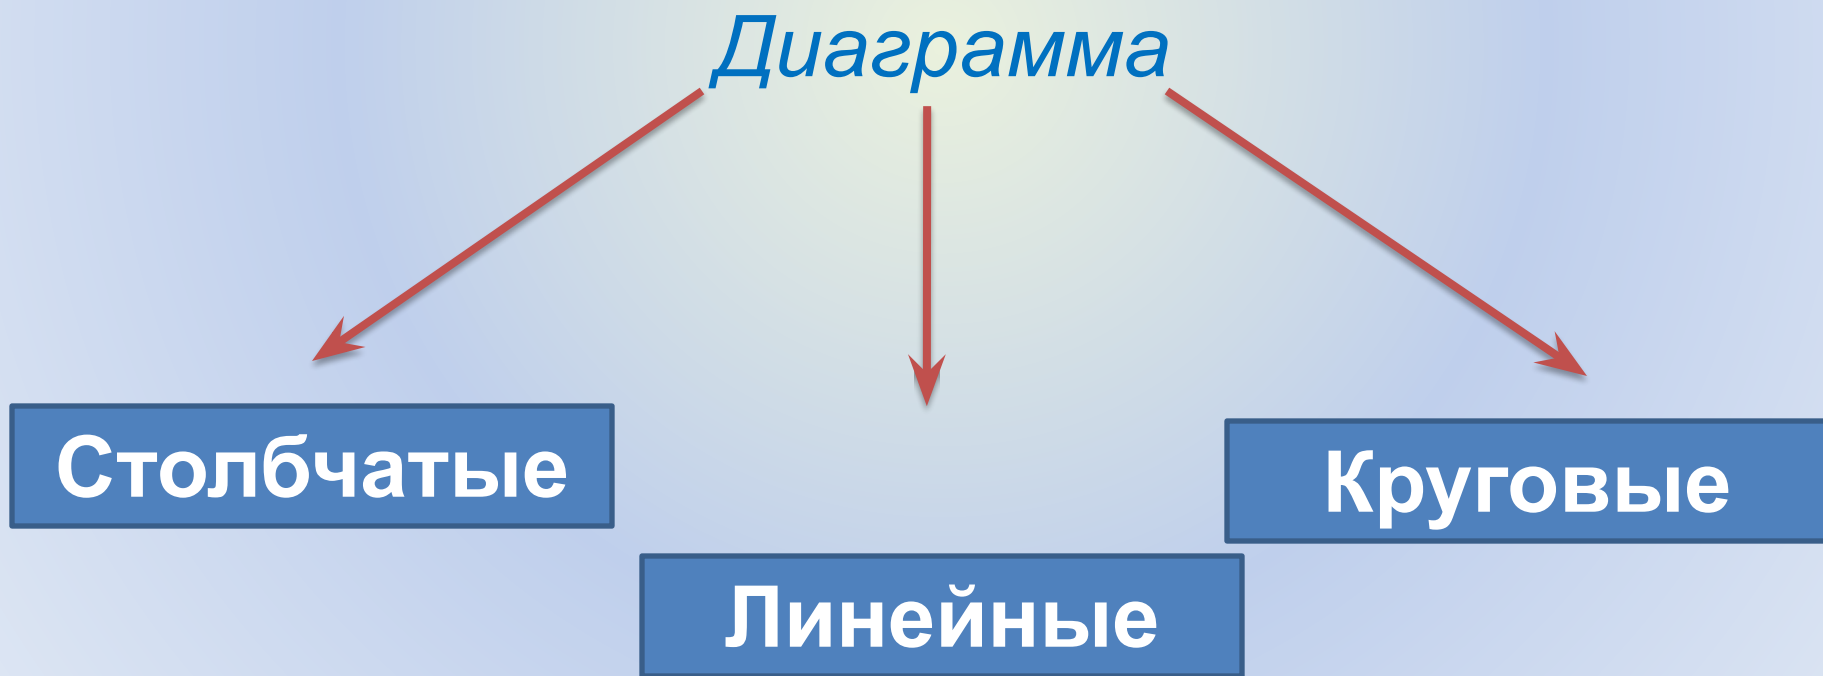 Диаграмма
Столбчатые
Линейные
Круговые